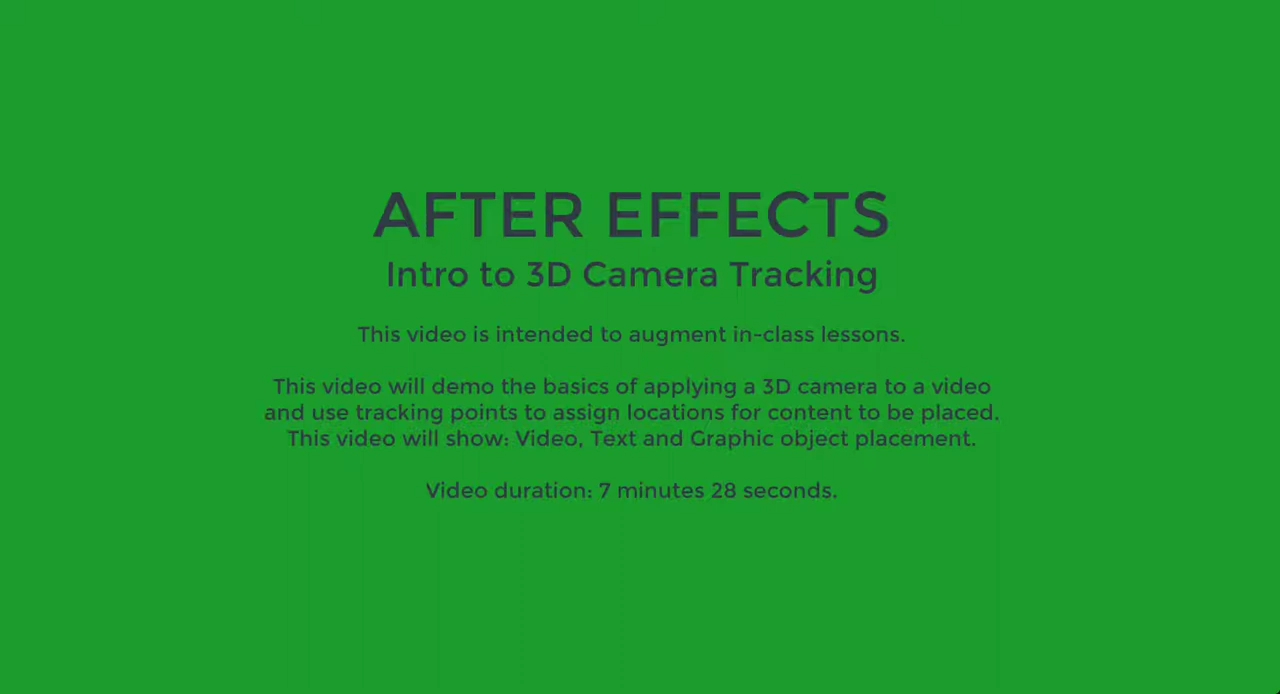 AFTER EFFECTS
Intro to 3D Camera Tracking
This video is intended to augment in-class lessons.
This video will demo the basics of applying a 3D camera to a video
and use tracking points to assign locations for content to be placed.
This video will show: Video, Text and Graphic object placement.
Video duration: 7 minutes 28 seconds.